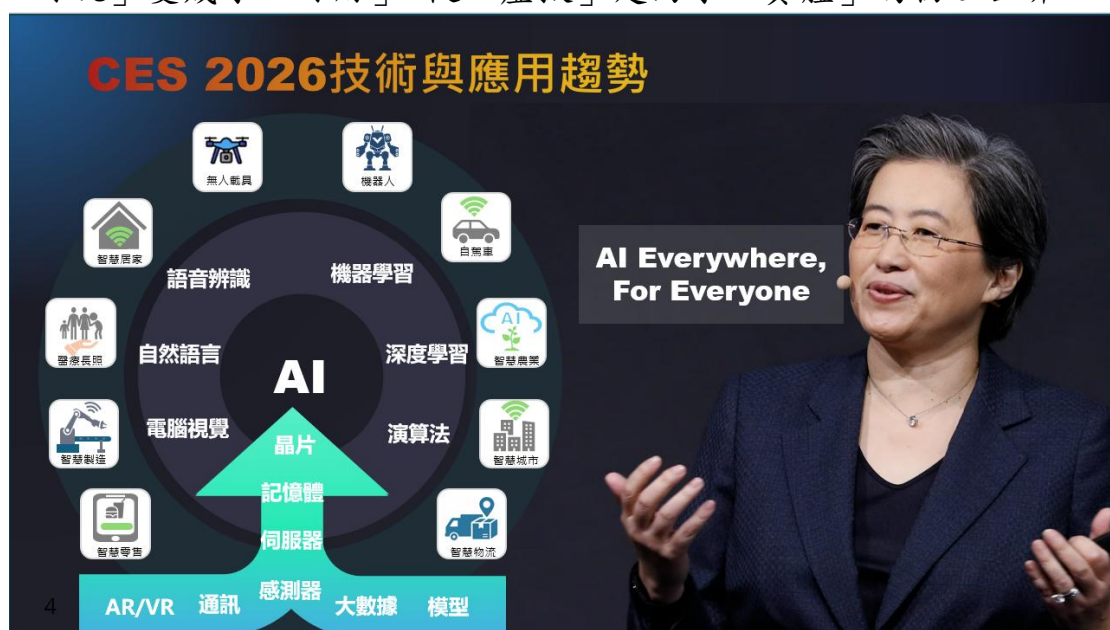 CES 2026技術與應用趨勢
無人載具
機器人
智慧居家
自駕車
語音辨識
機器學習
AI Everywhere,
For Everyone
醫療長照
自然語言
深度學習
AI
智慧農業
AI
電腦視覺
演算法
智慧製造
智慧城市
晶片
記憶體
伺服器
智慧零售
智慧物流
感測器
4
AR/VR
通訊
大數據
模型